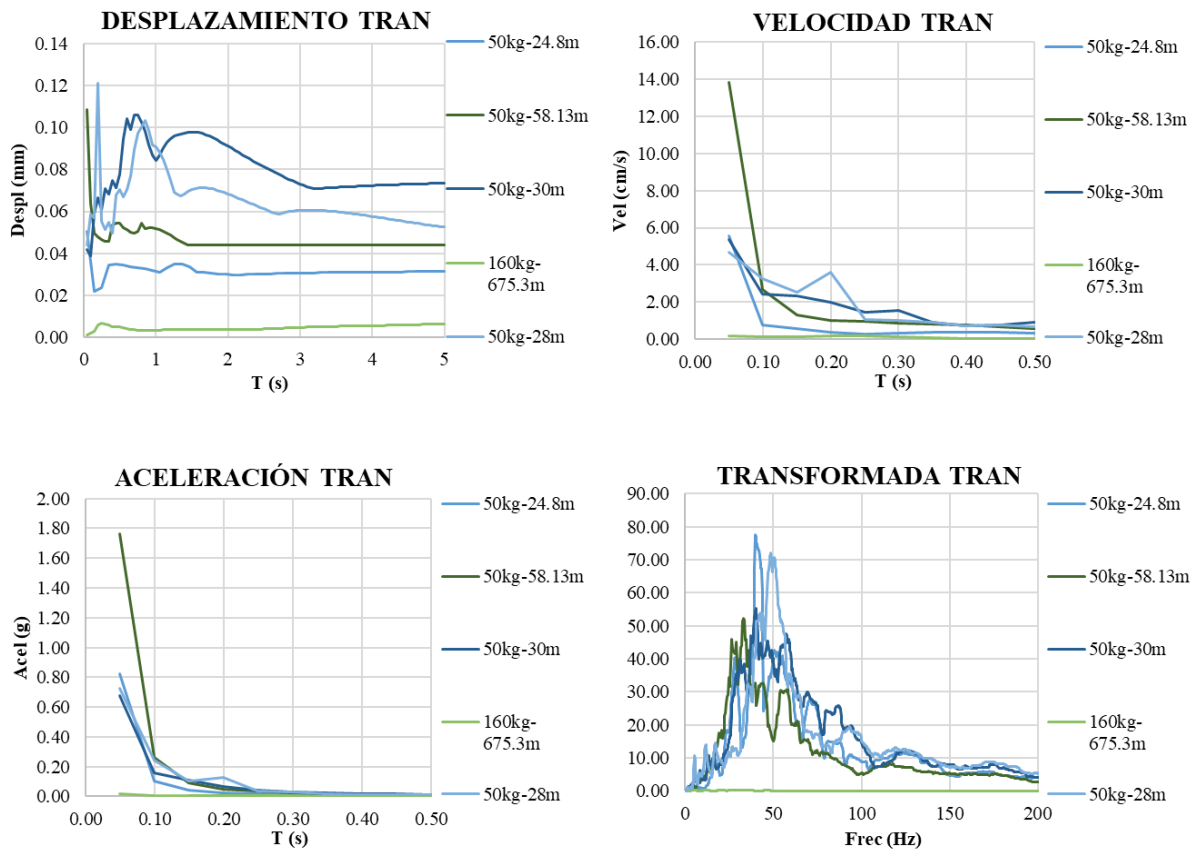 DESPLAZAMIENTO TRAN
Despl (mm)
0.14
0.12
0.10
0.08
0.06
0.04
0.02
0.00
0
1
2
3
4
5
T (s)
50kg-24.8m
50kg-58.13m
50kg-30m
160kg-
675.3m
50kg-28m
VELOCIDAD TRAN
Vel (cm/s)
16.00
14.00
12.00
10.00
8.00
6.00
4.00
2.00
0.00
0.00
0.10
0.20
0.30
0.40
0.50
T (s)
50kg-24.8m
50kg-58.13m
50kg-30m
160kg-
675.3m
50kg-28m
ACELERACIÓN TRAN
Acel (g)
2.00
1.80
1.60
1.40
1.20
1.00
0.80
0.60
0.40
0.20
0.00
0.00
0.10
0.20
0.30
0.40
0.50
T (s)
50kg-24.8m
50kg-58.13m
50kg-30m
160kg-
675.3m
50kg-28m
TRANSFORMADA TRAN
90.00
80.00
70.00
60.00
50.00
40.00
30.00
20.00
10.00
0.00
0
50
100
150
200
Frec (Hz)
50kg-24.8m
50kg-58.13m
50kg-30m
160kg-
675.3m
50kg-28m